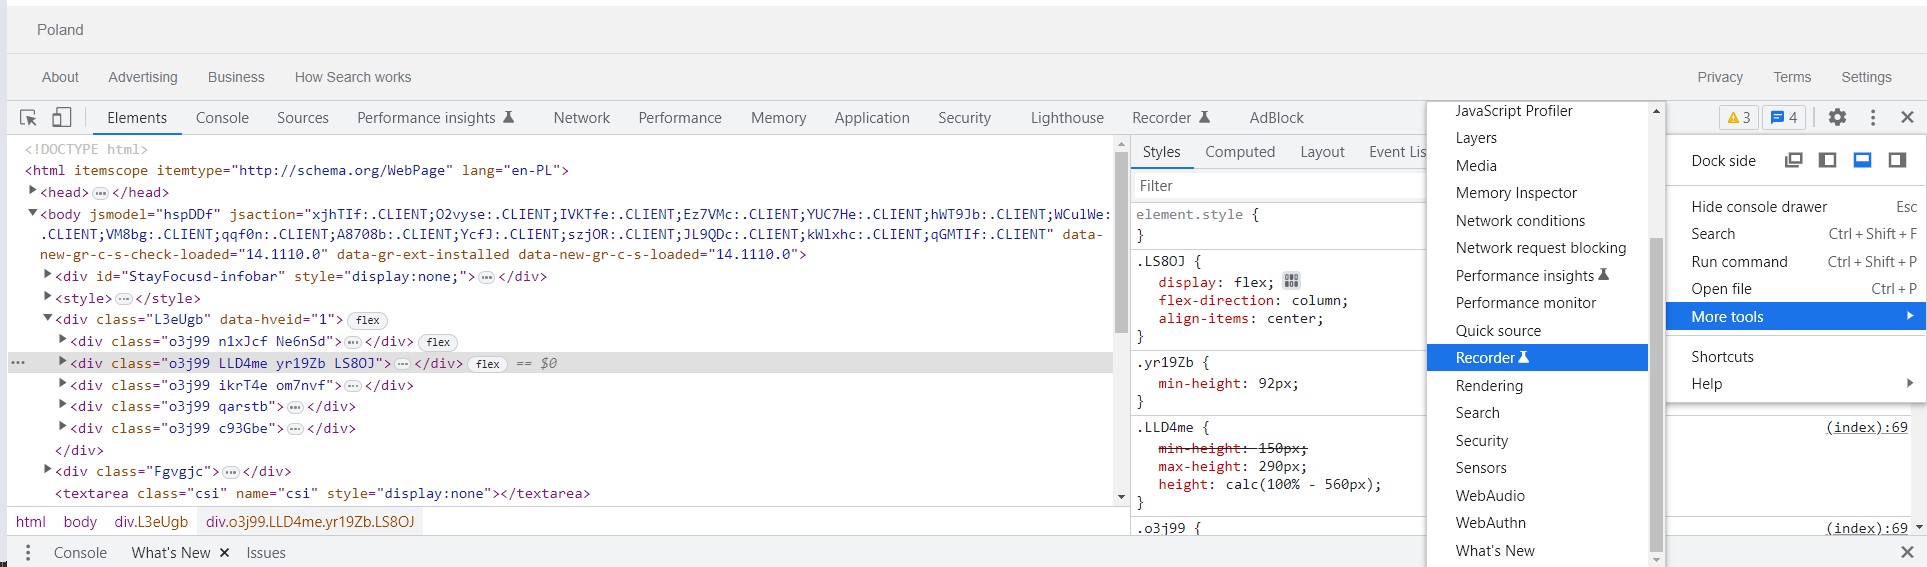 Poland
About Advertising Business How Search works Privacy Terms Settings
Elements Console Sources Performance insights Network Performance Memory Application Security Lighthouse Recorder AdBlock 3 4
<!DOCTYPE html>
<html itemscope itemtype="http://schema.org/WebPage" lang="en-PL">
<head> ••• </head>
<body jsmodel="hspDDf" jsaction="xjhTIf:.CLIENT;O2vyse:.CLIENT;IVKTfe:.CLIENT;Ez7VMc:.CLIENT;YUC7He:.CLIENT;hWT9Jb:.CLIENT;WCulWe:
.CLIENT;VM8bg:.CLIENT;qqf0n:.CLIENT;A8708b:.CLIENT;YcfJ:.CLIENT;szjOR:.CLIENT;JL9QDc:.CLIENT;kWlxhc:.CLIENT;qGMTIf:.CLIENT" data-
new-gr-c-s-check-loaded="14.1110.0" data-gr-ext-installed data-new-gr-c-s-loaded="14.1110.0">
<div id="StayFocusd-infobar" style="display:none;"> ••• </div>
<style> ••• </style>
<div class="L3eUgb" data-hveid="1"> flex
<div class="o3j99 n1xJcf Ne6nSd"> ••• </div> flex
••• <div class="o3j99 LLD4me yr19Zb LS8OJ"> ••• </div> flex == $0
<div class="o3j99 ikrT4e om7nvf"> ••• </div>
<div class="o3j99 qarstb"> ••• </div>
<div class="o3j99 c93Gbe"> ••• </div>
</div>
<div class="Fgvgjc"> ••• </div>
<textarea class="csi" name="csi" style="display:none"></textarea>
html body div.L3eUgb div.o3j99.LLD4me.yr19Zb.LS8OJ
Styles Computed Layout Event Lis
Filter
element.style {
}
.LS8OJ {
display: flex;
flex-direction: column;
align-items: center;
}
.yr19Zb {
min-height: 92px;
}
.LLD4me {
min-height: 150px;
max-height: 290px;
height: calc(100% - 560px);
}
.o3j99 {
(index):69
(index):69
JavaScript Profiler
Layers
Media
Memory Inspector
Network conditions
Network request blocking
Performance insights
Performance monitor
Quick source
Recorder
Rendering
Search
Security
Sensors
WebAudio
WebAuthn
What's New
Dock side
Hide console drawer Esc
Search Ctrl + Shift + F
Run command Ctrl + Shift + P
Open file Ctrl + P
More tools
Shortcuts
Help
Console What's New Issues